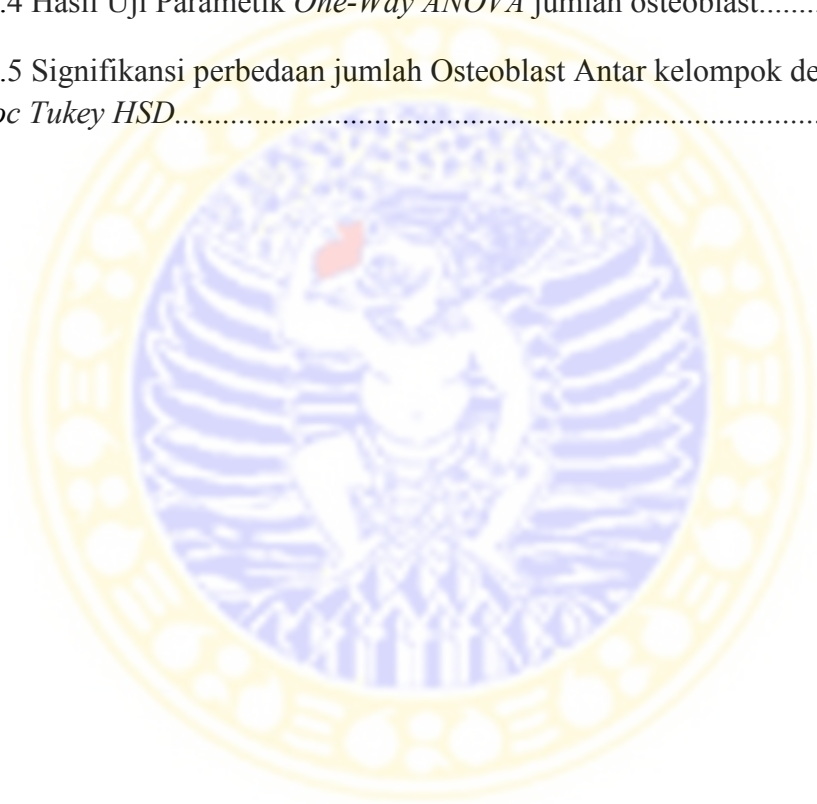 .4 Hasil Uji Parametik One-Way ANOVA jumlah osteoblast........
.5 Signifikansi perbedaan jumlah Osteoblast Antar kelompok de
oc Tukey HSD....................................................................................